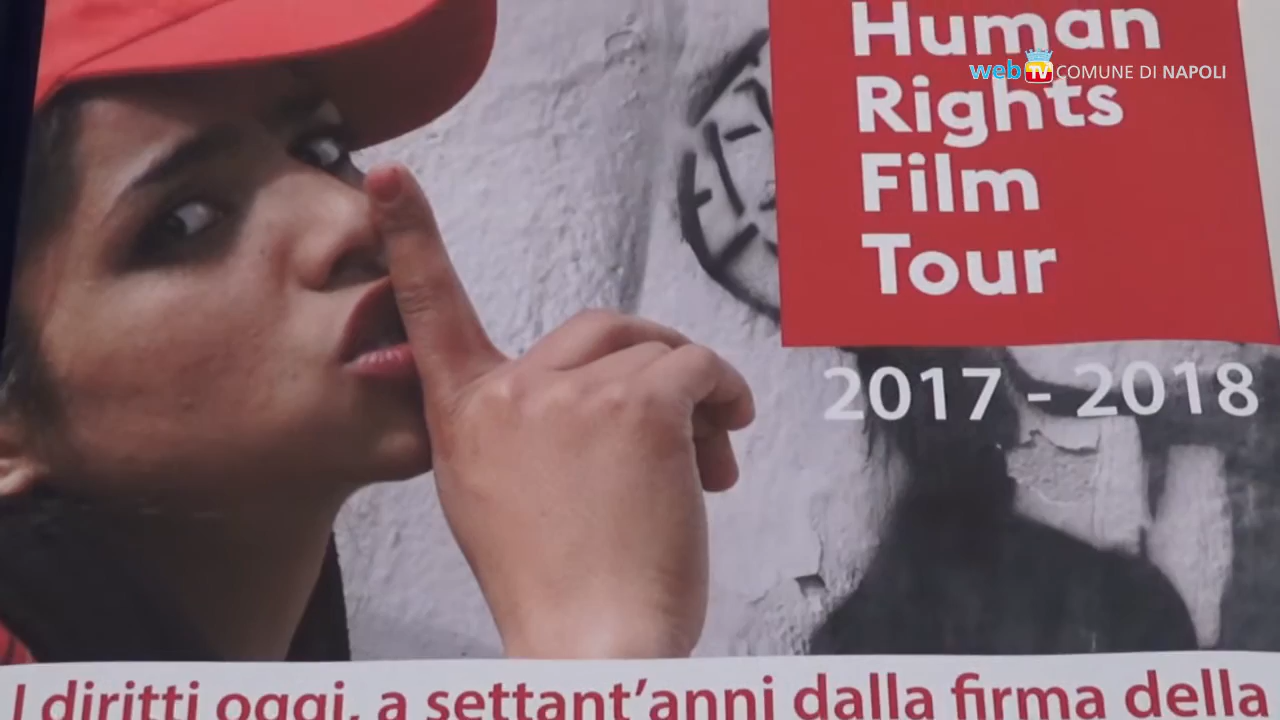 Human
Rights
Film
Tour
web TV COMUNE DI NAPOLI
2017 - 2018
I diritti oggi, a settant'anni dalla firma della